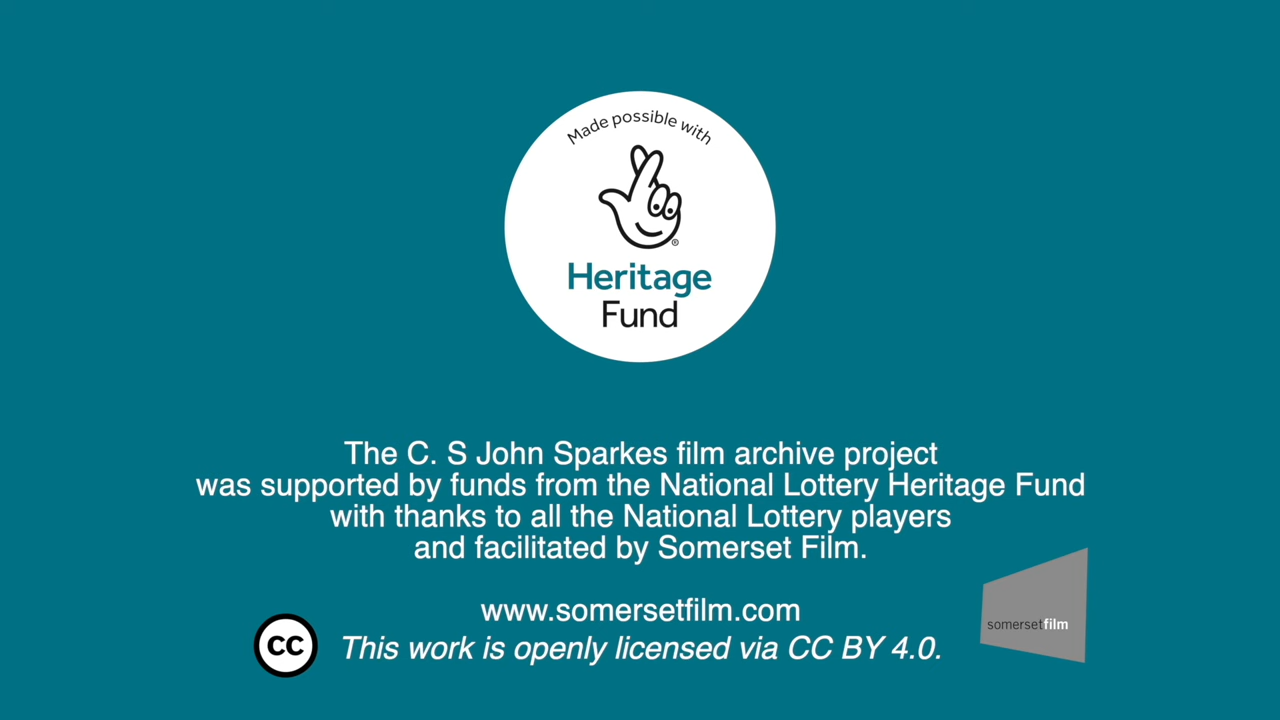 Made possible with
®
Heritage
Fund
The C. S John Sparkes film archive project
was supported by funds from the National Lottery Heritage Fund
with thanks to all the National Lottery players
and facilitated by Somerset Film.
www.somersetfilm.com
somersetfilm
cc
This work is openly licensed via CC BY 4.0.